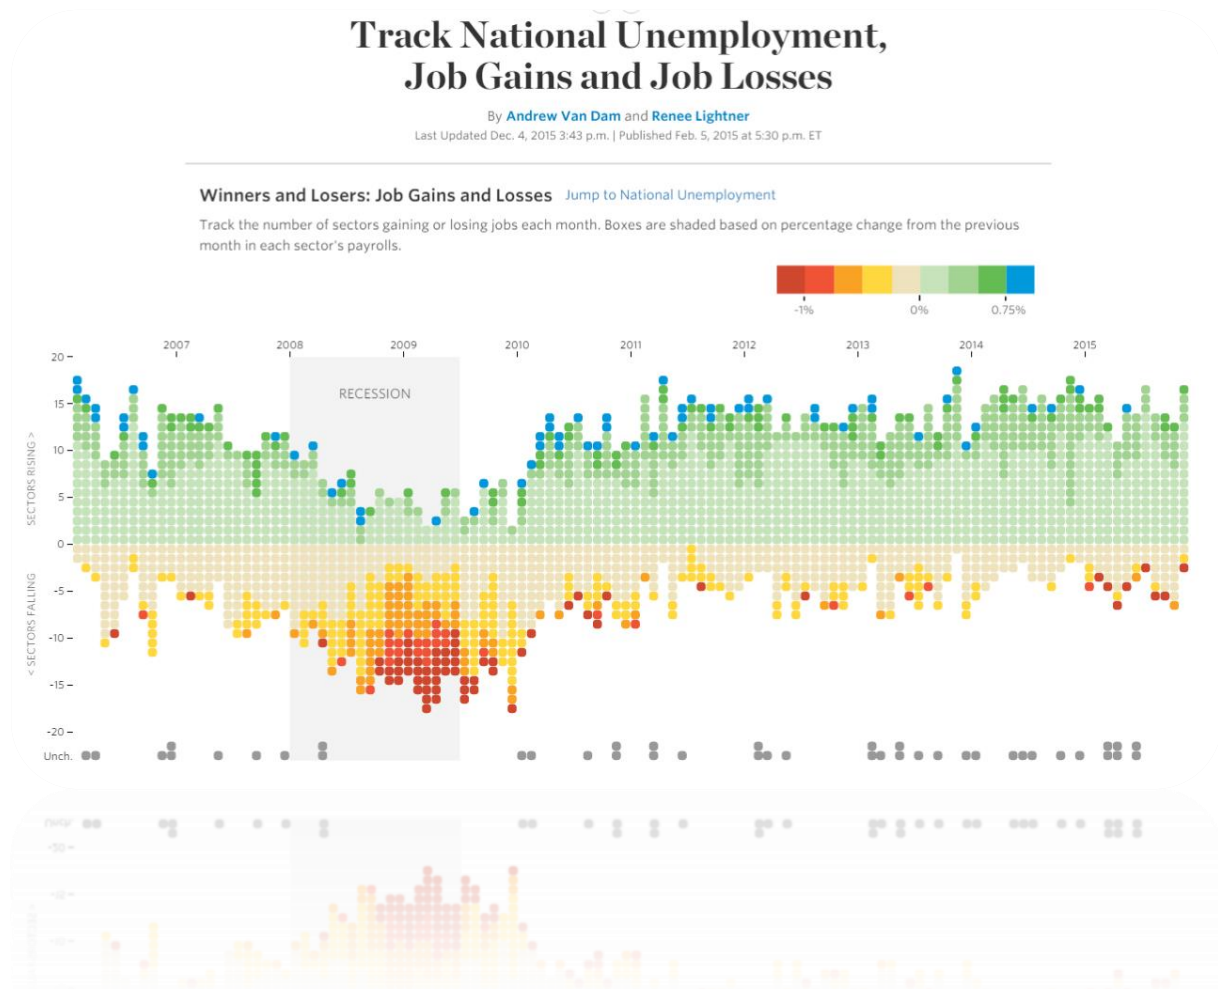 Track National Unemployment,
Job Gains and Job Losses
By Andrew Van Dam and Renee Lightner
Last Updated Dec. 4, 2015 3:43 p.m. | Published Feb. 5, 2015 at 5:30 p.m. ET
Winners and Losers: Job Gains and Losses Jump to National Unemployment
Track the number of sectors gaining or losing jobs each month. Boxes are shaded based on percentage change from the previous
month in each sector's payrolls.
-1% 0% 0.75%
2007 2008 2009 2010 2011 2012 2013 2014 2015
20
RECESSION
15
10
SECTORS RISING >
5
0
-5
< SECTORS FALLING
-10
-15
-20
Unch.